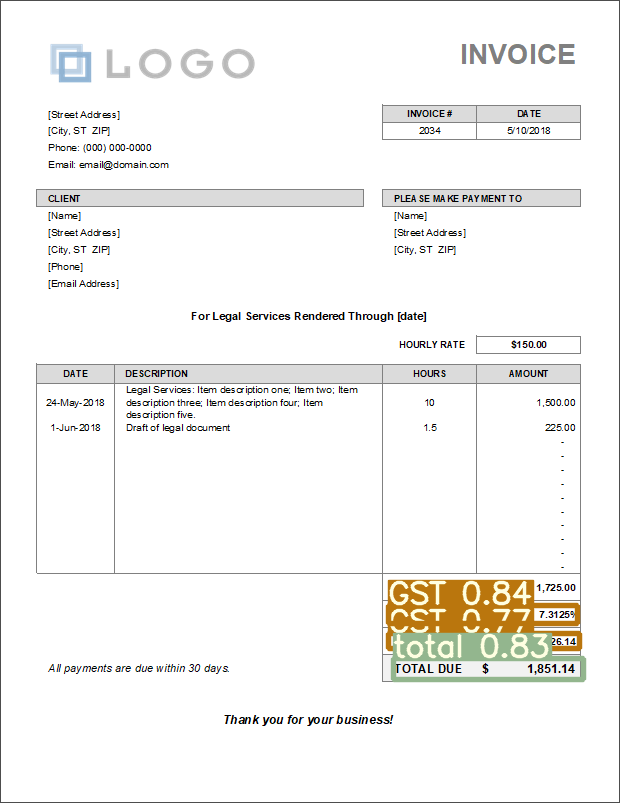 LOGO
INVOICE
[Street Address]
[City, ST ZIP]
Phone: (000) 000-0000
Email: email@domain.com
INVOICE # DATE
2034 5/10/2018
CLIENT
[Name]
[Street Address]
[City, ST ZIP]
[Phone]
[Email Address]
PLEASE MAKE PAYMENT TO
[Name]
[Street Address]
[City, ST ZIP]
For Legal Services Rendered Through [date]
HOURLY RATE $150.00
DATE DESCRIPTION HOURS AMOUNT
Legal Services: Item description one; Item two; Item
24-May-2018 description three; Item description four; Item 10 1,500.00
description five.
1-Jun-2018 Draft of legal document 1.5 225.00
-
-
-
-
-
-
-
-
-
-
GST 0.84 1,725.00
GST 0.77 7.3125%
total 0.83 26.14
All payments are due within 30 days. TOTAL DUE $ 1,851.14
Thank you for your business!